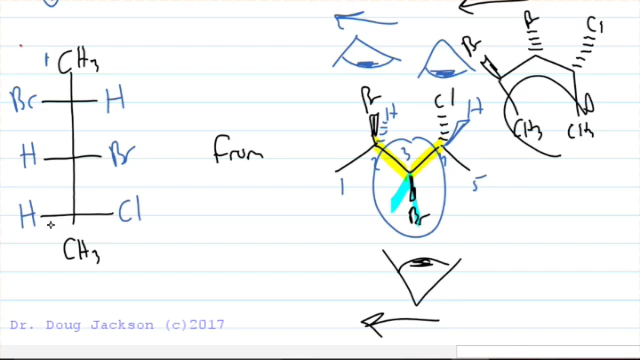 1 CH3
Br H
H Br
H Cl
CH3
From
Br H Cl H
1 2 3 5
Br
Br Br Cl
CH3 CH3
Dr. Doug Jackson (c)2017